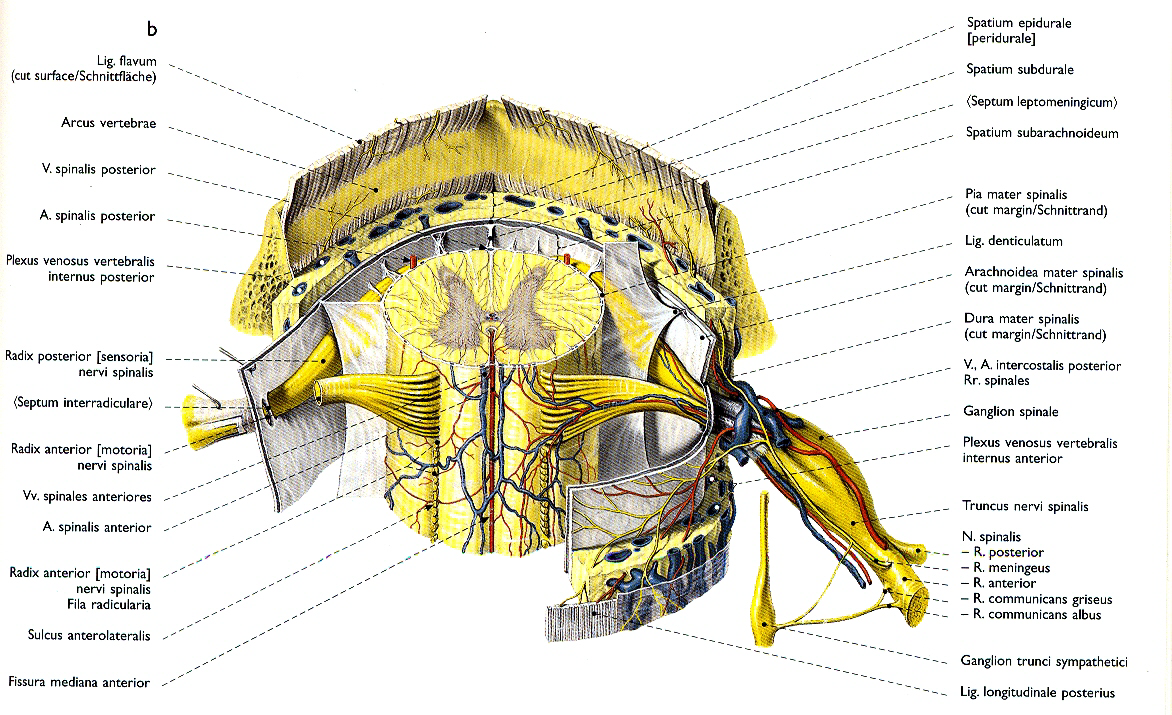 b
Lig. flavum
(cut surface/Schnittfläche)
Arcus vertebrae
V. spinalis posterior
A. spinalis posterior
Plexus venosus vertebralis
internus posterior
Radix posterior [sensoria]
nervi spinalis
⟨Septum interradiculare⟩
Radix anterior [motoria]
nervi spinalis
Vv. spinales anteriores
A. spinalis anterior
Radix anterior [motoria]
nervi spinalis
Fila radicularia
Sulcus anterolateralis
Fissura mediana anterior
Spatium epidurale
[peridurale]
Spatium subdurale
⟨Septum leptomeningicum⟩
Spatium subarachnoideum
Pia mater spinalis
(cut margin/Schnittrand)
Lig. denticulatum
Arachnoidea mater spinalis
(cut margin/Schnittrand)
Dura mater spinalis
(cut margin/Schnittrand)
V., A. intercostalis posterior
Rr. spinales
Ganglion spinale
Plexus venosus vertebralis
internus anterior
Truncus nervi spinalis
N. spinalis
– R. posterior
– R. meningeus
– R. anterior
– R. communicans griseus
– R. communicans albus
Ganglion trunci sympathetici
Lig. longitudinale posterius